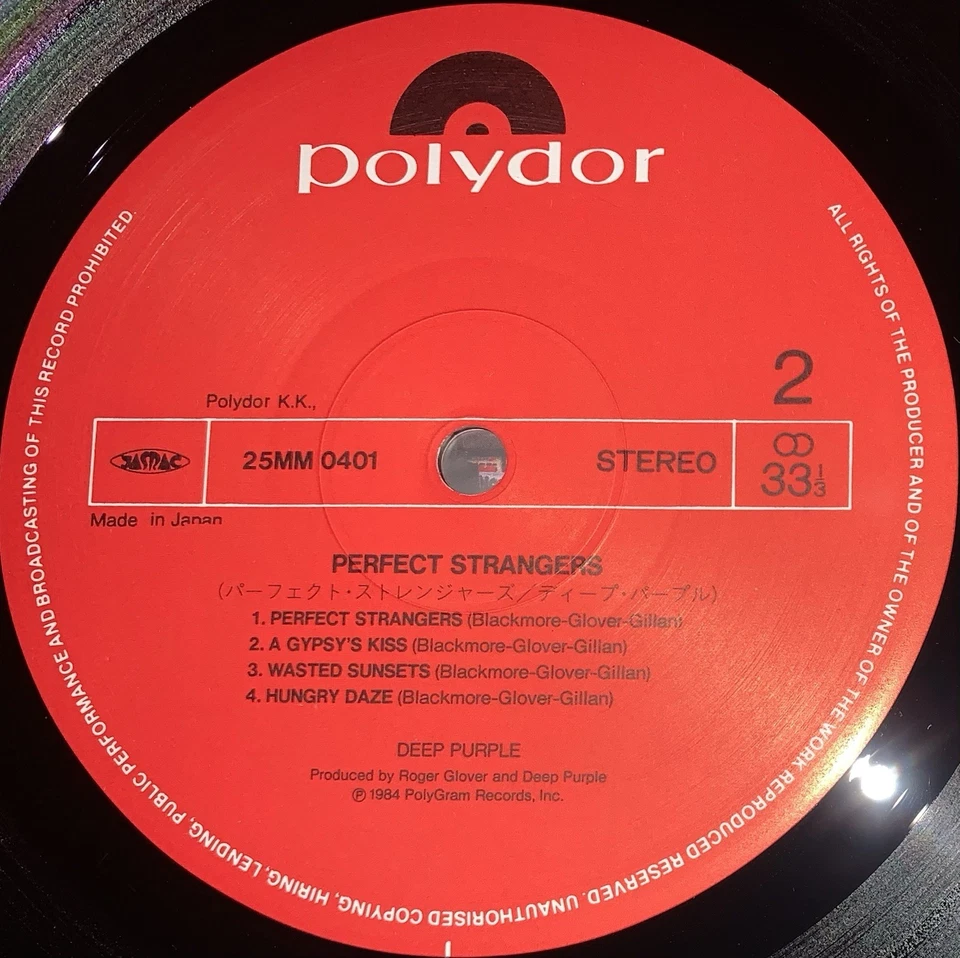 polydor
ALL RIGHTS OF THE PRODUCER AND OF THE OWNER OF THE WORK REPRODUCED RESERVED. UNAUTHORISED COPYING, HIRING, LENDING, PUBLIC PERFORMANCE AND BROADCASTING OF THIS RECORD PROHIBITED.
2
Polydor K.K.,
JASRAC 25MM 0401 STEREO 33 1/3
Made in Japan
PERFECT STRANGERS
(パーフェクト・ストレンジャーズ/ディープ・パープル)
1. PERFECT STRANGERS (Blackmore-Glover-Gillan)
2. A GYPSY'S KISS (Blackmore-Glover-Gillan)
3. WASTED SUNSETS (Blackmore-Glover-Gillan)
4. HUNGRY DAZE (Blackmore-Glover-Gillan)
DEEP PURPLE
Produced by Roger Glover and Deep Purple
℗ 1984 PolyGram Records, Inc.